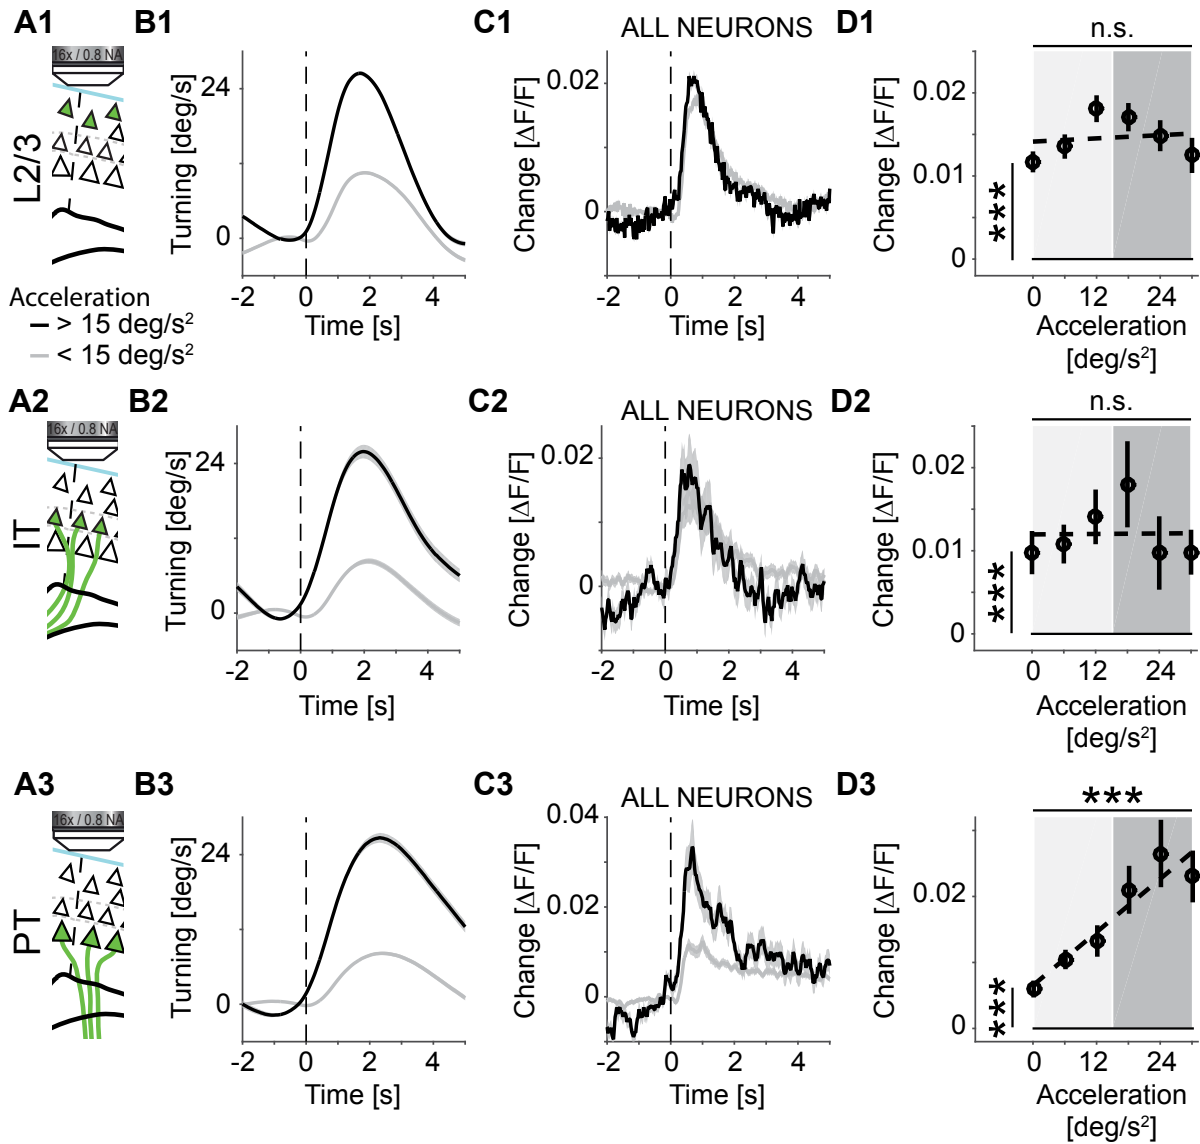 A1
B1
C1
ALL NEURONS
D1
n.s.
16x / 0.8 NA
L2/3
Turning [deg/s]
24
0
-2
0
2
4
Time [s]
Change [ΔF/F]
0.02
0
-2
0
2
4
Time [s]
Change [ΔF/F]
0.02
0.01
0
***
0
12
24
Acceleration
[deg/s²]
Acceleration
> 15 deg/s²
< 15 deg/s²
A2
B2
C2
ALL NEURONS
D2
n.s.
16x / 0.8 NA
IT
Turning [deg/s]
24
0
-2
0
2
4
Time [s]
Change [ΔF/F]
0.02
0
-2
0
2
4
Time [s]
Change [ΔF/F]
0.02
0.01
0
***
0
12
24
Acceleration
[deg/s²]
A3
B3
C3
ALL NEURONS
D3
***
16x / 0.8 NA
PT
Turning [deg/s]
24
0
-2
0
2
4
Time [s]
Change [ΔF/F]
0.04
0.02
0
-2
0
2
4
Time [s]
Change [ΔF/F]
0.02
0
***
0
12
24
Acceleration
[deg/s²]